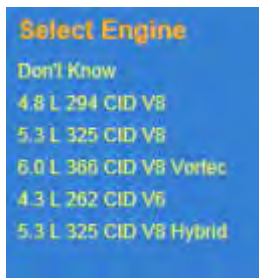 Select Engine
Don't Know
4.8 L 294 CID V8
5.3 L 325 CID V8
6.0 L 366 CID V8 Vortec
4.3 L 262 CID V6
5.3 L 325 CID V8 Hybrid